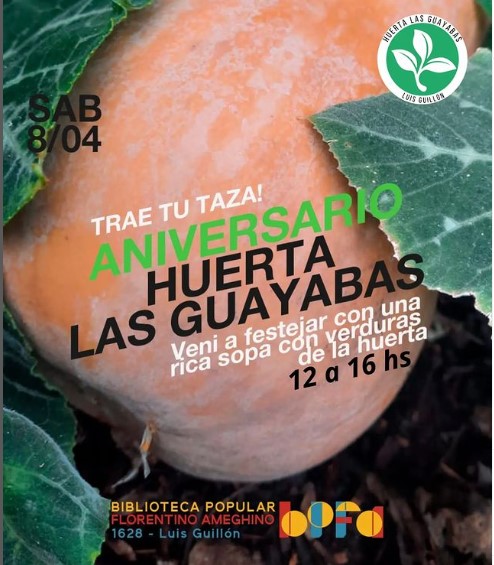 HUERTA LAS GUAYABAS
LUIS GUILLÓN
SAB
8/04
TRAE TU TAZA!
ANIVERSARIO
HUERTA
LAS GUAYABAS
Veni a festejar con una
rica sopa con verduras
de la huerta
12 a 16 hs
BIBLIOTECA POPULAR
FLORENTINO AMEGHINO
1628 - Luis Guillón
bpfa